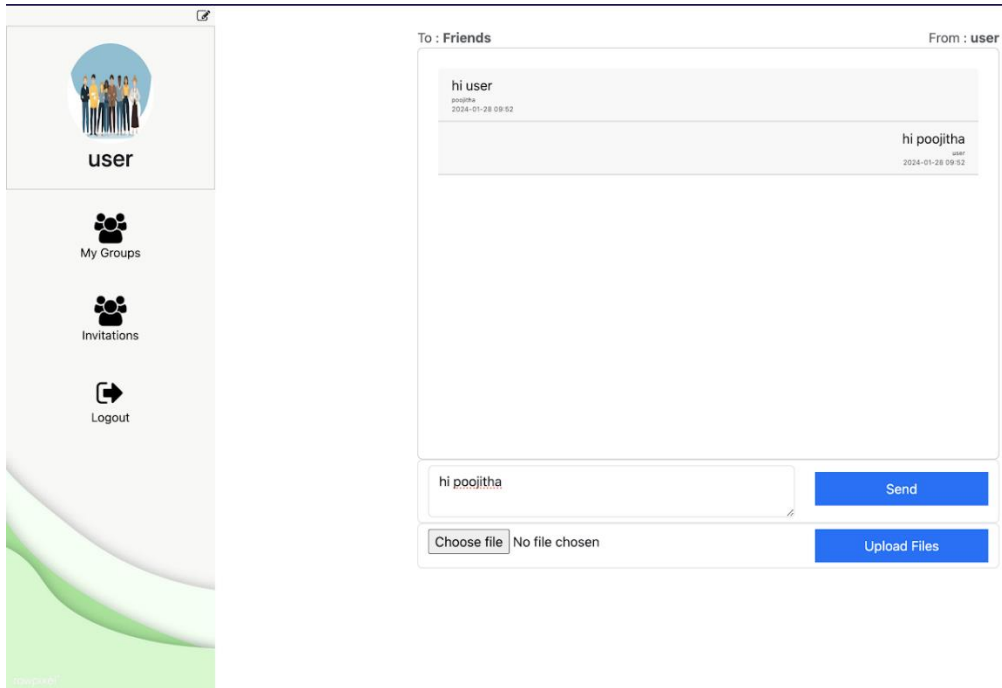 user
My Groups
Invitations
Logout
rawpixel
To : Friends
From : user
hi user
poojitha
2024-01-28 09:52
hi poojitha
user
2024-01-28 09:52
hi poojitha
Send
Choose file No file chosen
Upload Files